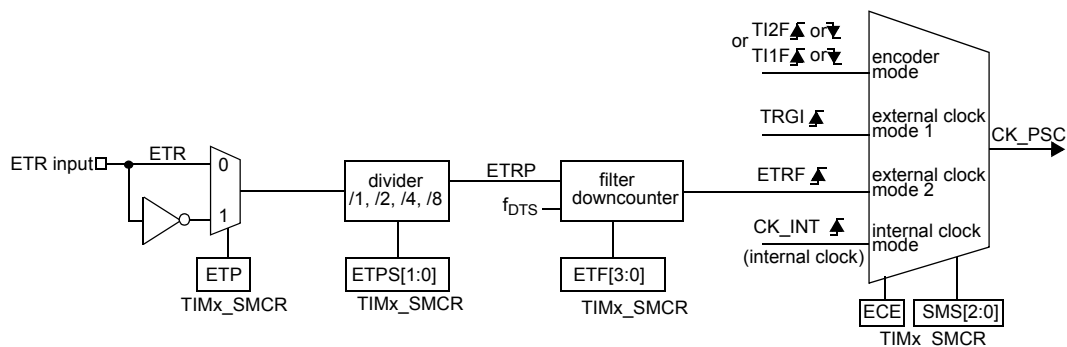 or TI2F or
TI1F or
encoder
mode
TRGI
external clock
mode 1
CK_PSC
ETR input
ETR
0
1
divider
/1, /2, /4, /8
ETRP
fDTS
filter
downcounter
ETRF
external clock
mode 2
CK_INT
(internal clock)
internal clock
mode
ETP
TIMx_SMCR
ETPS[1:0]
TIMx_SMCR
ETF[3:0]
TIMx_SMCR
ECE
SMS[2:0]
TIMx_SMCR